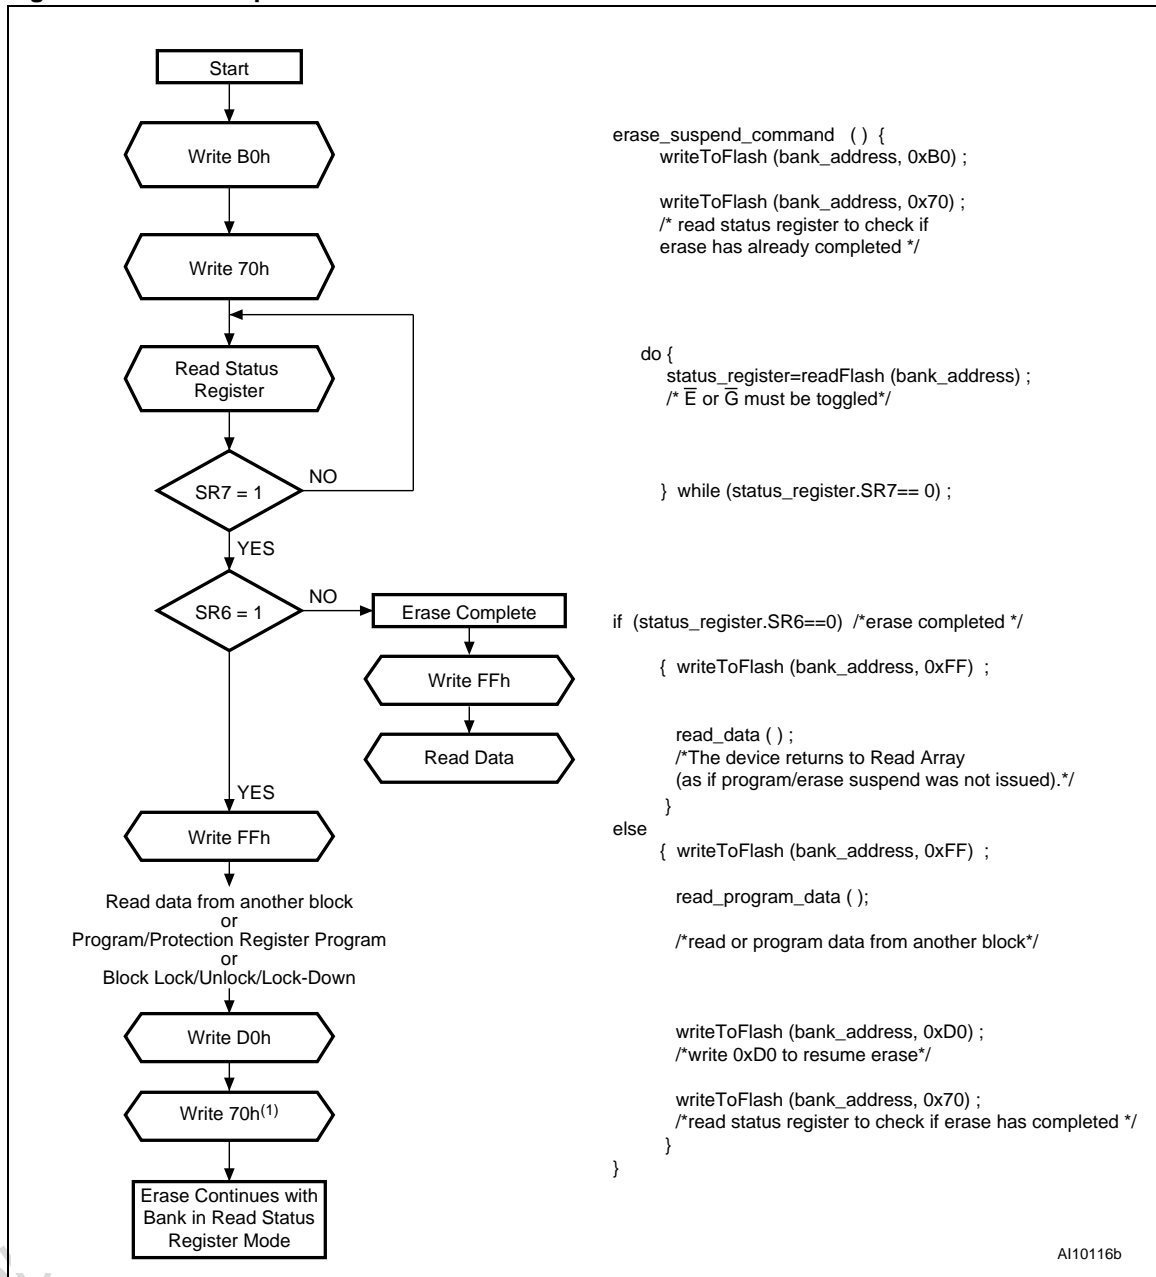 Start
Write B0h
Write 70h
Read Status
Register
SR7 = 1
NO
YES
SR6 = 1
NO
Erase Complete
Write FFh
Read Data
YES
Write FFh
Read data from another block
or
Program/Protection Register Program
or
Block Lock/Unlock/Lock-Down
Write D0h
Write 70h(1)
Erase Continues with
Bank in Read Status
Register Mode
erase_suspend_command ( ) {
writeToFlash (bank_address, 0xB0) ;
writeToFlash (bank_address, 0x70) ;
/* read status register to check if
erase has already completed */
do {
status_register=readFlash (bank_address) ;
/* E̅ or G̅ must be toggled*/
} while (status_register.SR7== 0) ;
if (status_register.SR6==0) /*erase completed */
{ writeToFlash (bank_address, 0xFF) ;
read_data ( ) ;
/*The device returns to Read Array
(as if program/erase suspend was not issued).*/
}
else
{ writeToFlash (bank_address, 0xFF) ;
read_program_data ( );
/*read or program data from another block*/
writeToFlash (bank_address, 0xD0) ;
/*write 0xD0 to resume erase*/
writeToFlash (bank_address, 0x70) ;
/*read status register to check if erase has completed */
}
}
AI10116b